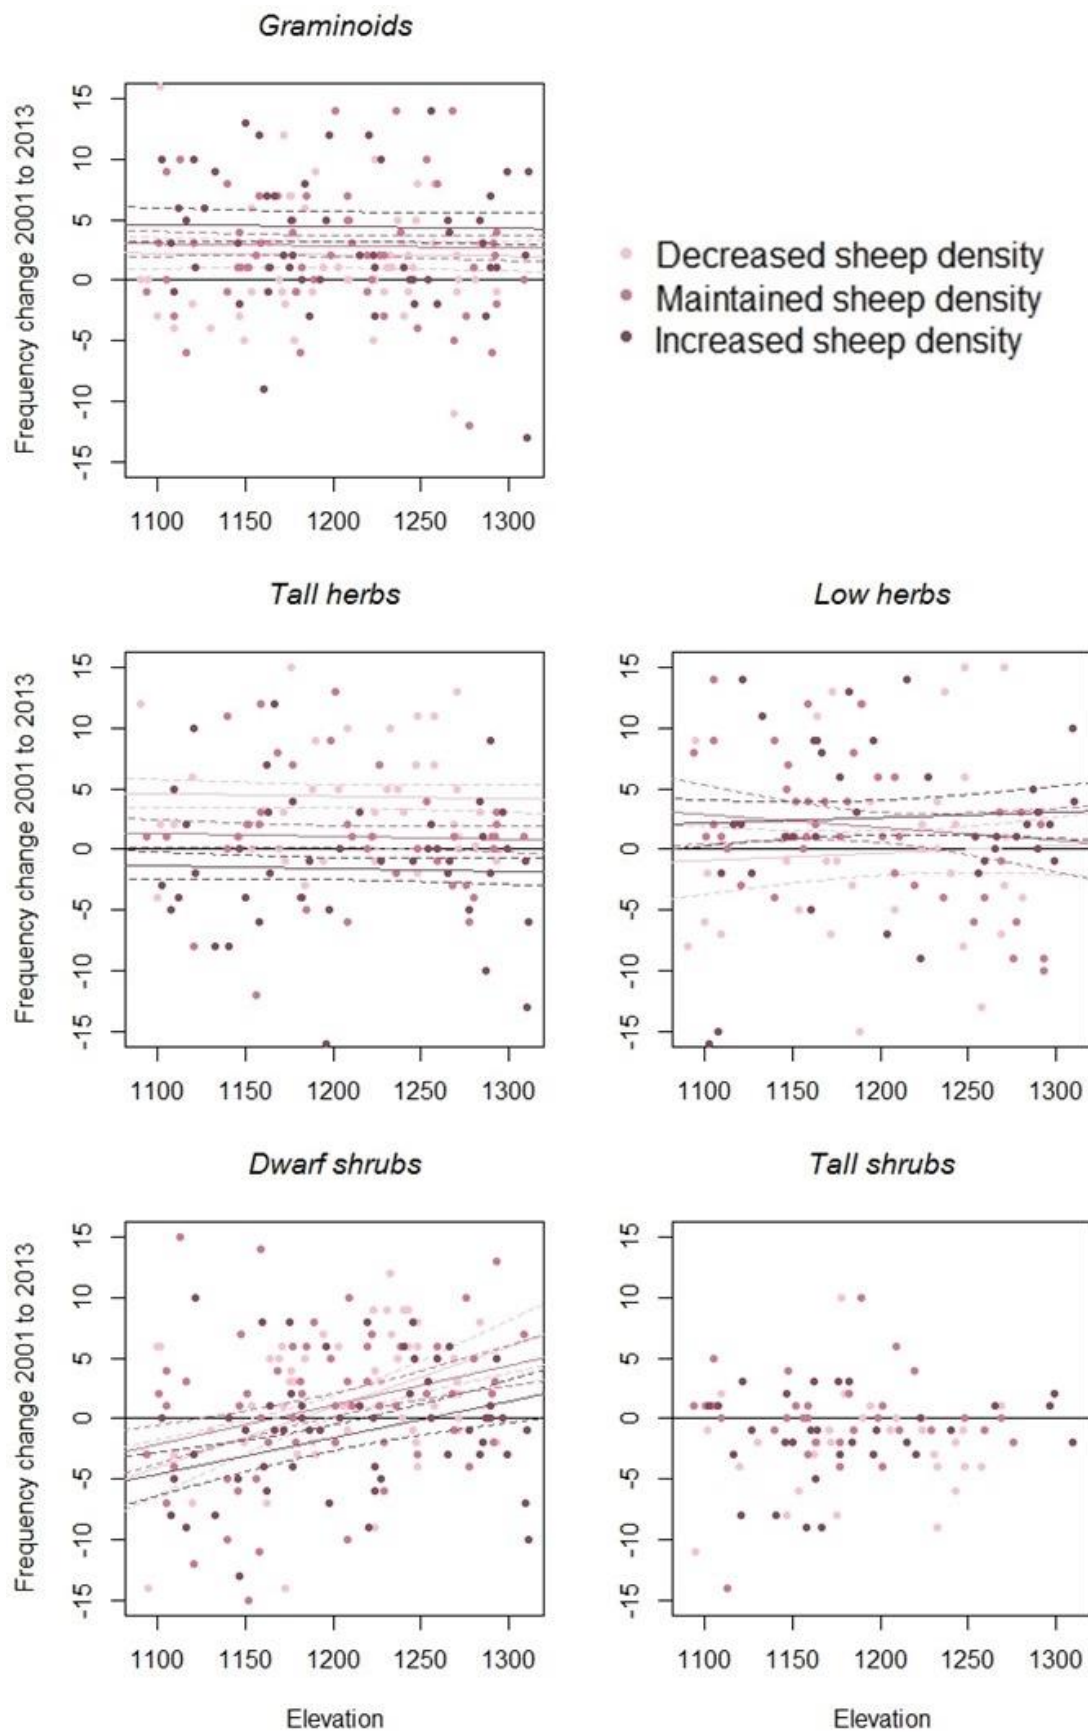 Graminoids
Frequency change 2001 to 2013
15
10
5
0
-5
-10
-15
1100 1150 1200 1250 1300
Decreased sheep density
Maintained sheep density
Increased sheep density
Tall herbs
Low herbs
Frequency change 2001 to 2013
15
10
5
0
-5
-10
-15
1100 1150 1200 1250 1300
15
10
5
0
-5
-10
-15
1100 1150 1200 1250 1300
Dwarf shrubs
Tall shrubs
Frequency change 2001 to 2013
15
10
5
0
-5
-10
-15
1100 1150 1200 1250 1300
Elevation
15
10
5
0
-5
-10
-15
1100 1150 1200 1250 1300
Elevation